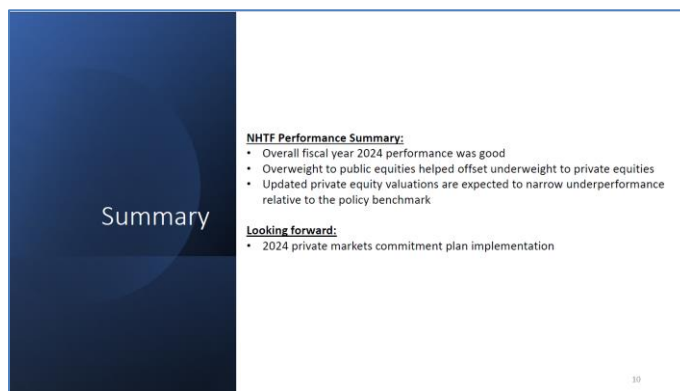 Summary
NHTF Performance Summary:
• Overall fiscal year 2024 performance was good
• Overweight to public equities helped offset underweight to private equities
• Updated private equity valuations are expected to narrow underperformance
relative to the policy benchmark
Looking forward:
• 2024 private markets commitment plan implementation
10